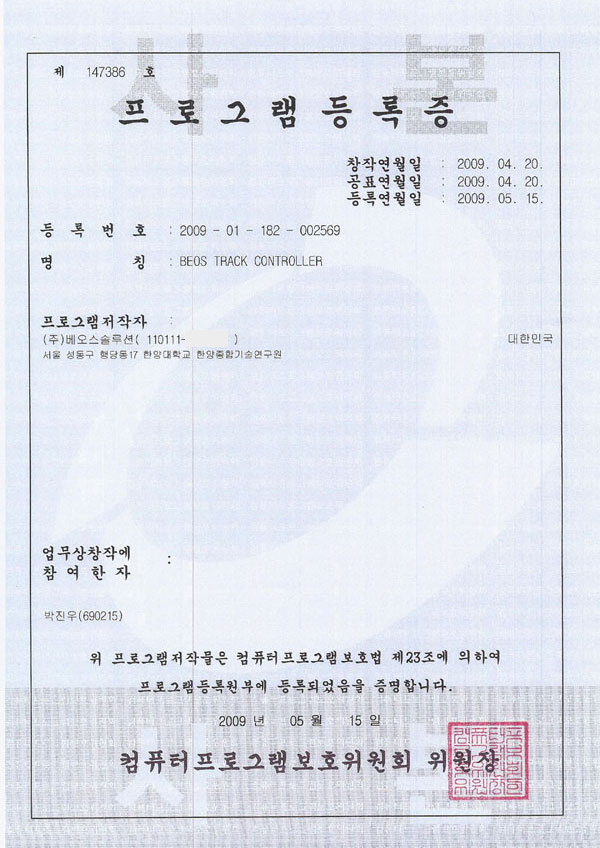 사 본
제 147386 호
프로그램등록증
창작연월일 : 2009. 04. 20.
공표연월일 : 2009. 04. 20.
등록연월일 : 2009. 05. 15.
등 록 번 호 : 2009 - 01 - 182 - 002569
명 칭 : BEOS TRACK CONTROLLER
프로그램저작자 :
(주)베오스솔루션( 110111- ) 대한민국
서울 성동구 행당동17 한양대학교 한양종합기술연구원
업무상창작에
참 여 한 자 :
박진우(690215)
위 프로그램저작물은 컴퓨터프로그램보호법 제23조에 의하여
프로그램등록원부에 등록되었음을 증명합니다.
2009 년 05 월 15 일
컴퓨터프로그램보호위원회 위원장